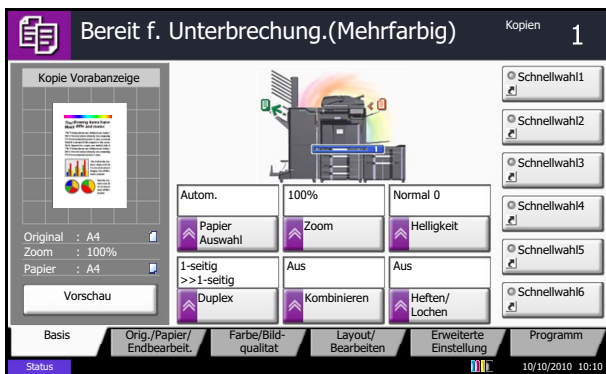 Bereit f. Unterbrechung.(Mehrfarbig)
Kopien
1
Kopie Vorabanzeige
Original : A4
Zoom : 100%
Papier : A4
Vorschau
1
Autom.
100%
Normal 0
Papier
Auswahl
Zoom
Helligkeit
1-seitig
>>1-seitig
Aus
Aus
Duplex
Kombinieren
Heften/
Lochen
Schnellwahl1
Schnellwahl2
Schnellwahl3
Schnellwahl4
Schnellwahl5
Schnellwahl6
Basis
Orig./Papier/
Endbearbeit.
Farbe/Bild-
qualitat
Layout/
Bearbeiten
Erweiterte
Einstellung
Programm
Status
10/10/2010 10:10